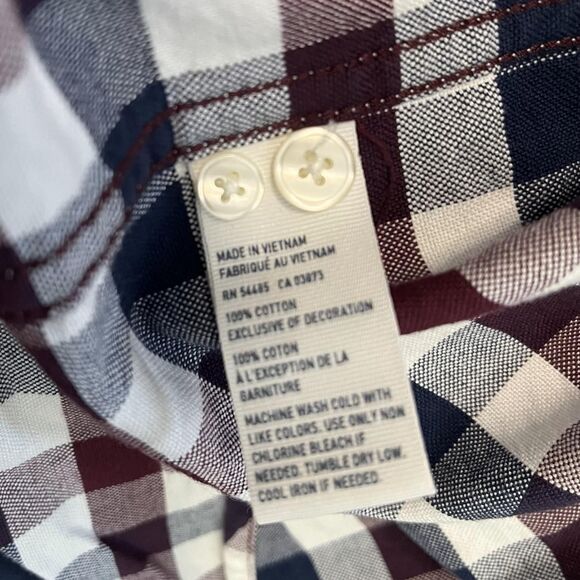 MADE IN VIETNAM
FABRIQUÉ AU VIETNAM
RN 54485 CA 03873
100% COTTON
EXCLUSIVE OF DECORATION
100% COTON
À L'EXCEPTION DE LA
GARNITURE
MACHINE WASH COLD WITH
LIKE COLORS. USE ONLY NON
CHLORINE BLEACH IF
NEEDED. TUMBLE DRY LOW.
COOL IRON IF NEEDED.